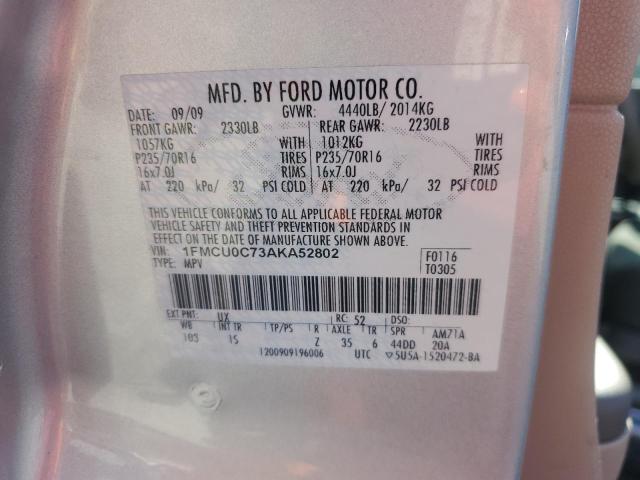 MFD. BY FORD MOTOR CO.
DATE: 09/09 GVWR: 4440LB/ 2014KG
FRONT GAWR: 2330LB REAR GAWR: 2230LB
1057KG WITH 1012KG WITH
P235/70R16 TIRES P235/70R16 TIRES
16x7.0J RIMS 16x7.0J RIMS
AT 220 kPa/ 32 PSI COLD AT 220 kPa/ 32 PSI COLD
THIS VEHICLE CONFORMS TO ALL APPLICABLE FEDERAL MOTOR
VEHICLE SAFETY AND THEFT PREVENTION STANDARDS IN
EFFECT ON THE DATE OF MANUFACTURE SHOWN ABOVE.
VIN: 1FMCU0C73AKA52802 F0116
TYPE: MPV T0305
EXT PNT: UX RC: 52 DSO:
WB INT TR TP/PS R AXLE TR SPR AM71A
103 IS Z 35 6 44DD 20A
1200909196006 UTC ▽5U5A-1520472-BA